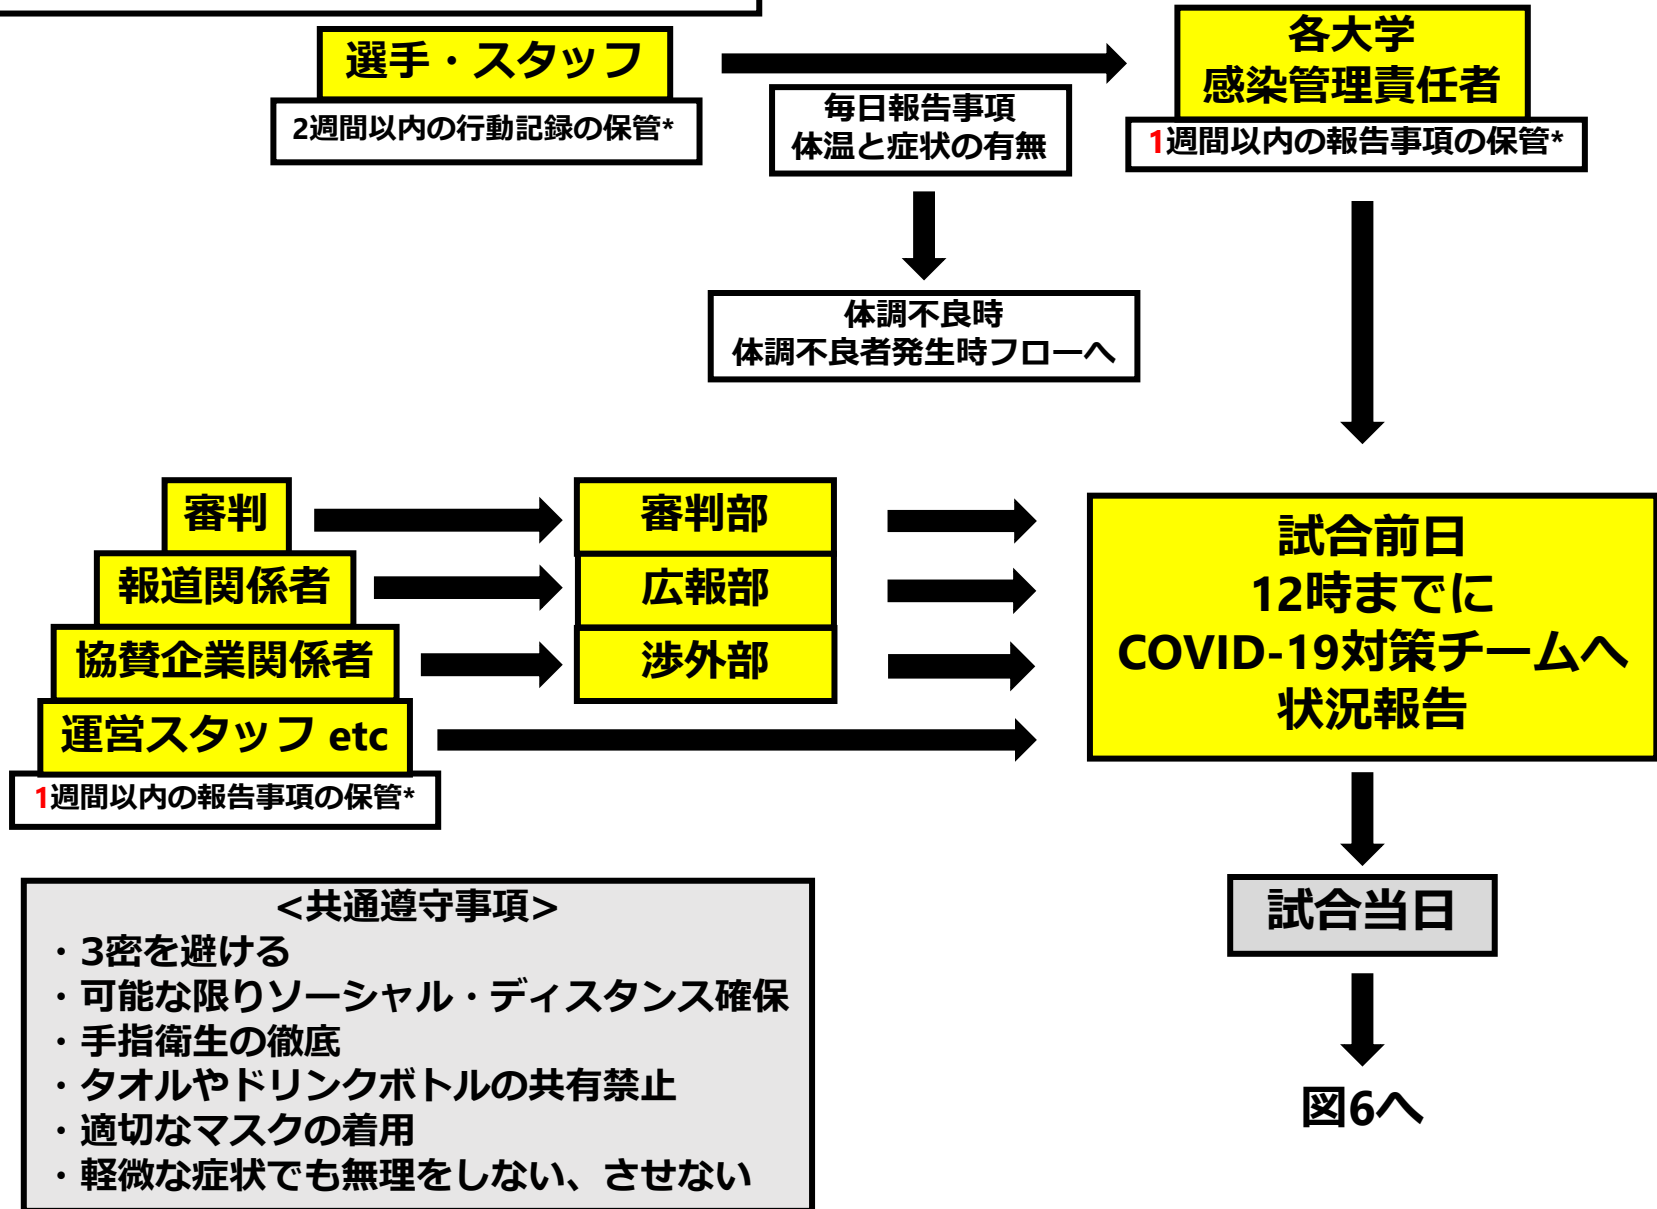 選手・スタッフ
2週間以内の行動記録の保管*
毎日報告事項
体温と症状の有無
各大学
感染管理責任者
1週間以内の報告事項の保管*
体調不良時
体調不良者発生時フローへ
審判
審判部
報道関係者
広報部
協賛企業関係者
渉外部
運営スタッフ etc
1週間以内の報告事項の保管*
試合前日
12時までに
COVID-19対策チームへ
状況報告
試合当日
図6へ
<共通遵守事項>
・3密を避ける
・可能な限りソーシャル・ディスタンス確保
・手指衛生の徹底
・タオルやドリンクボトルの共有禁止
・適切なマスクの着用
・軽微な症状でも無理をしない、させない